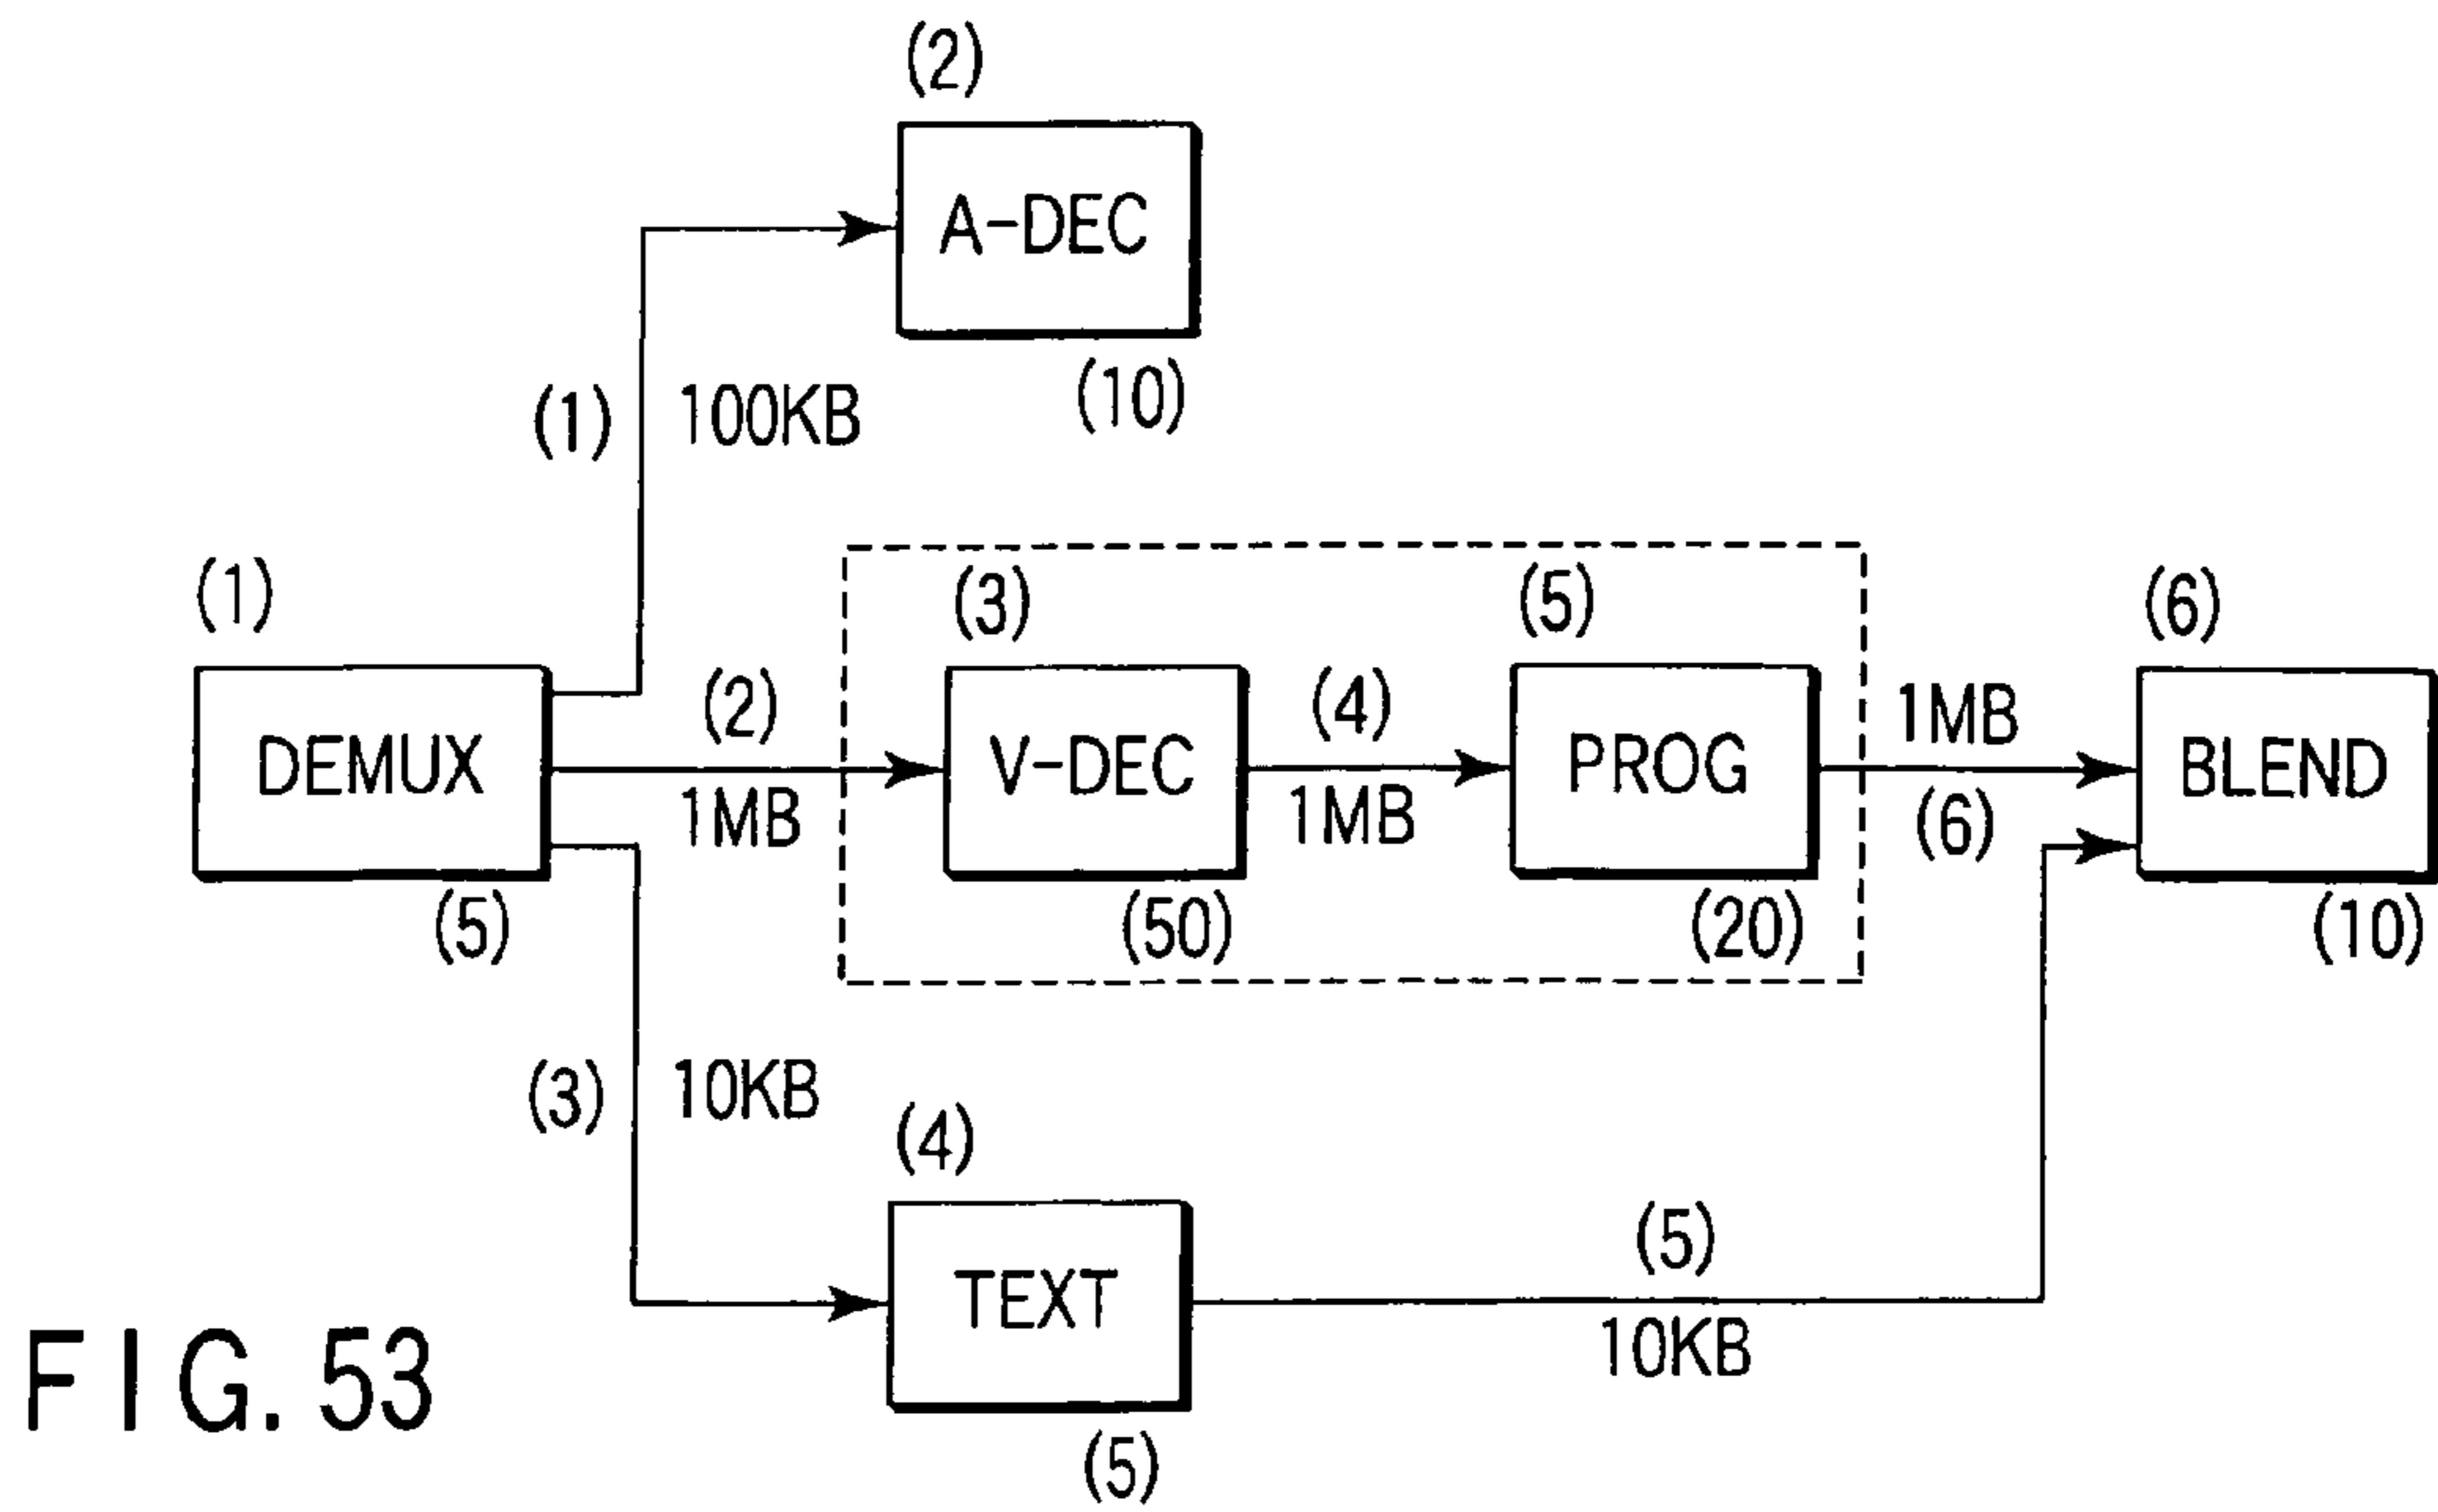 (2)
A-DEC
(10)
(1) 100KB
(1)
DEMUX
(5)
(2)
1MB
(3)
V-DEC
(50)
(4)
1MB
(5)
PROG
(20)
1MB
(6)
(6)
BLEND
(10)
(3) 10KB
(4)
TEXT
(5)
(5)
10KB
FIG. 53